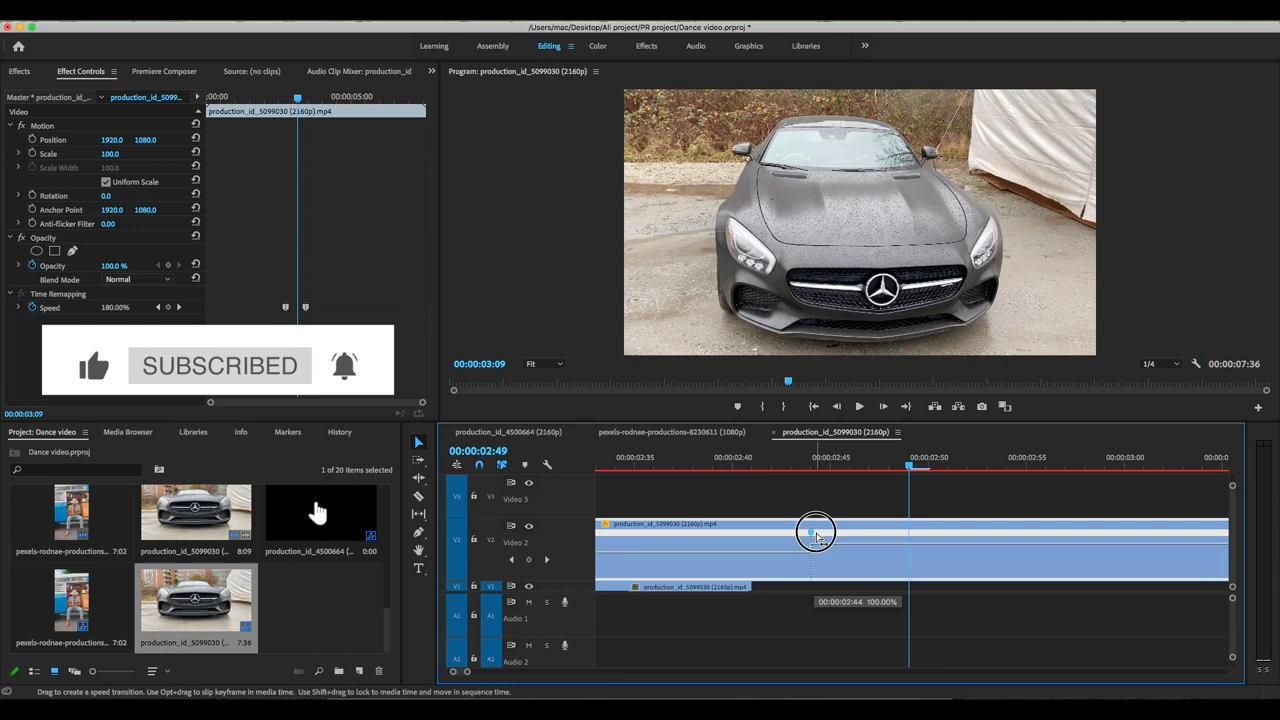 /Users/mac/Desktop/All project/PR project/Dance video.prproj *
Learning Assembly Editing Color Effects Audio Graphics Libraries
Effects Effect Controls Premiere Composer Source: (no clips) Audio Clip Mixer: production_id
Program: production_id_5099030 (2160p)
Master * production_id_... production_id_5099... :00:00 00:00:05:00
Video production_id_5099030 (2160p).mp4
fx Motion
Position 1920.0 1080.0
Scale 100.0
Scale Width 100.0
Uniform Scale
Rotation 0.0
Anchor Point 1920.0 1080.0
Anti-flicker Filter 0.00
fx Opacity
Opacity 100.0 %
Blend Mode Normal
fx Time Remapping
Speed 180.00%
SUBSCRIBED
00:00:03:09
00:00:03:09 Fit 1/4 00:00:07:36
Project: Dance video Media Browser Libraries Info Markers History
Dance video.prproj
1 of 20 items selected
pexels-rodnae-productions... 7:02 production_id_5099030 (... 8:09 production_id_4500664 (... 0:00
pexels-rodnae-productions... 7:02 production_id_5099030 (... 7:36
production_id_4500664 (2160p) pexels-rodnae-productions-8230611 (1080p) × production_id_5099030 (2160p)
00:00:02:49
00:00:02:35 00:00:02:40 00:00:02:45 00:00:02:50 00:00:02:55 00:00:03:00 00:00:0
V3 V3 Video 3
fx production_id_5099030 (2160p).mp4
V2 V2 Video 2
V1 V1 production_id_5099030 (2160p).mp4
00:00:02:44 100.00%
A1 A1 M S Audio 1
A2 A2 M S Audio 2
T
S S
Drag to create a speed transition. Use Opt+drag to slip keyframe in media time. Use Shift+drag to lock to media time and move in sequence time.